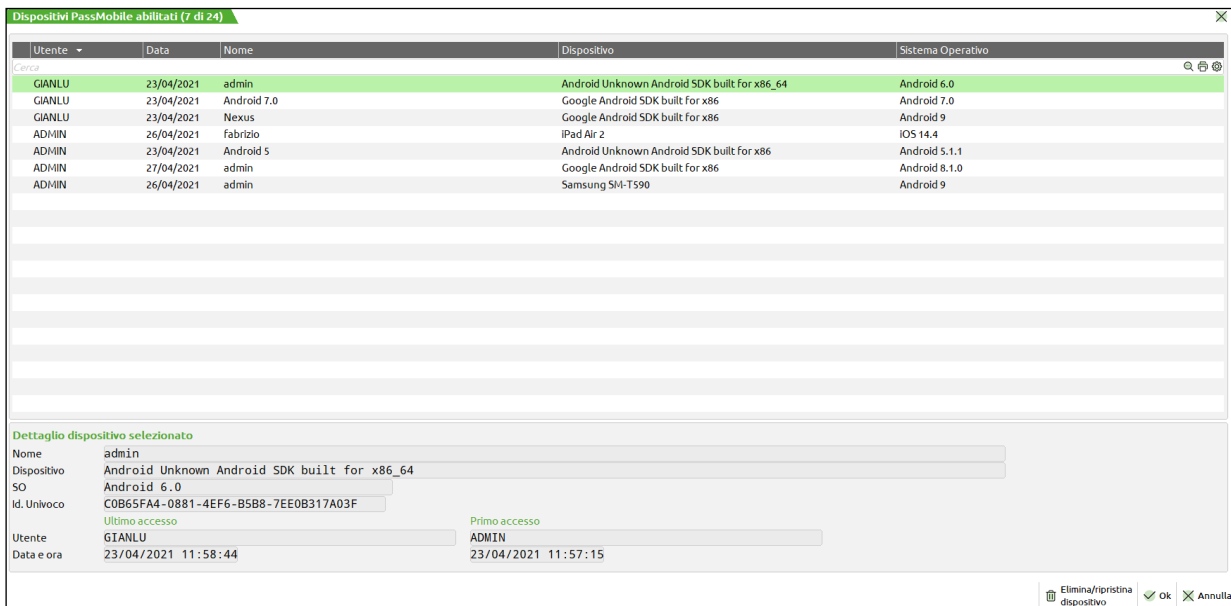 Dispositivi PassMobile abilitati (7 di 24)
Utente Data Nome Dispositivo Sistema Operativo
Cerca
GIANLU 23/04/2021 admin Android Unknown Android SDK built for x86_64 Android 6.0
GIANLU 23/04/2021 Android 7.0 Google Android SDK built for x86 Android 7.0
GIANLU 23/04/2021 Nexus Google Android SDK built for x86 Android 9
ADMIN 26/04/2021 fabrizio iPad Air 2 iOS 14.4
ADMIN 23/04/2021 Android 5 Android Unknown Android SDK built for x86 Android 5.1.1
ADMIN 27/04/2021 admin Google Android SDK built for x86 Android 8.1.0
ADMIN 26/04/2021 admin Samsung SM-T590 Android 9
Dettaglio dispositivo selezionato
Nome admin
Dispositivo Android Unknown Android SDK built for x86_64
SO Android 6.0
Id. Univoco C0B65FA4-0881-4EF6-B5B8-7EE0B317A03F
Ultimo accesso Primo accesso
Utente GIANLU ADMIN
Data e ora 23/04/2021 11:58:44 23/04/2021 11:57:15
Elimina/ripristina
dispositivo Ok Annulla